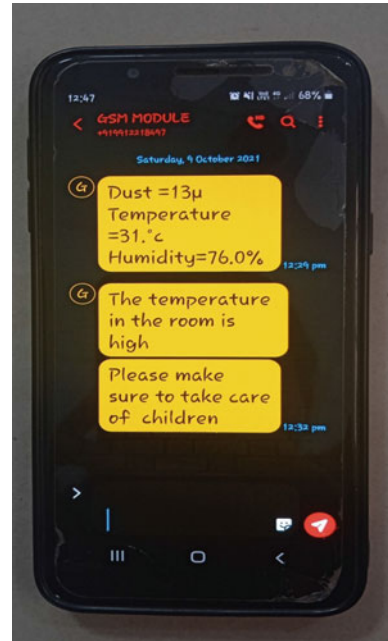 12:47
68%
GSM MODULE
+919912218697
Saturday, 9 October 2021
G
Dust =13μ
Temperature
=31.°c
Humidity=76.0%
12:29 pm
G
The temperature
in the room is
high
Please make
sure to take care
of children
12:32 pm